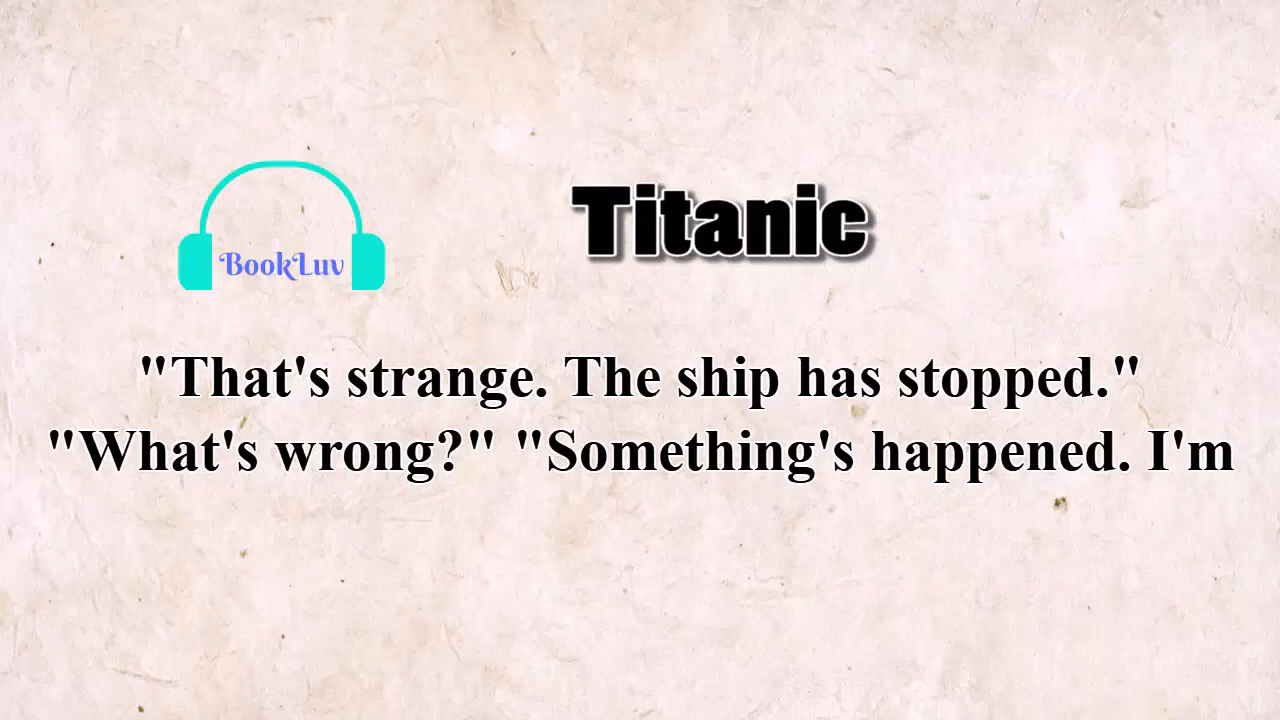 BookLuv
Titanic
"That's strange. The ship has stopped."
"What's wrong?" "Something's happened. I'm